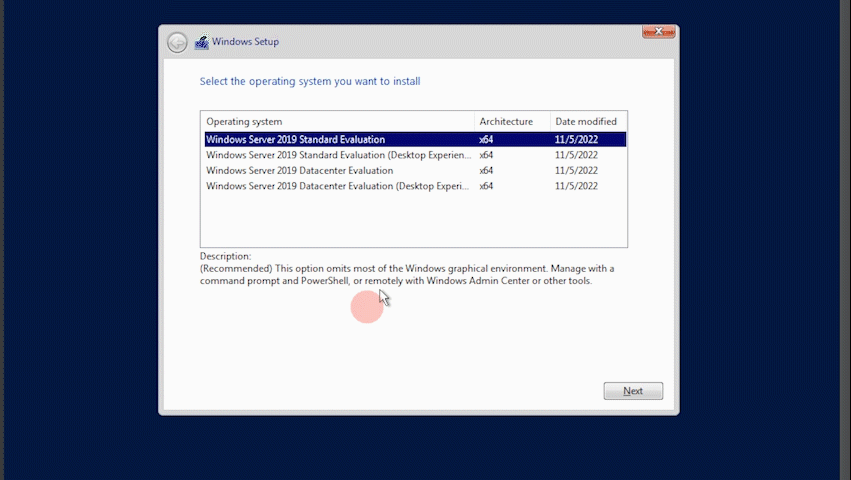 Windows Setup
Select the operating system you want to install
Operating system Architecture Date modified
Windows Server 2019 Standard Evaluation x64 11/5/2022
Windows Server 2019 Standard Evaluation (Desktop Experien... x64 11/5/2022
Windows Server 2019 Datacenter Evaluation x64 11/5/2022
Windows Server 2019 Datacenter Evaluation (Desktop Experi... x64 11/5/2022
Description:
(Recommended) This option omits most of the Windows graphical environment. Manage with a
command prompt and PowerShell, or remotely with Windows Admin Center or other tools.
Next